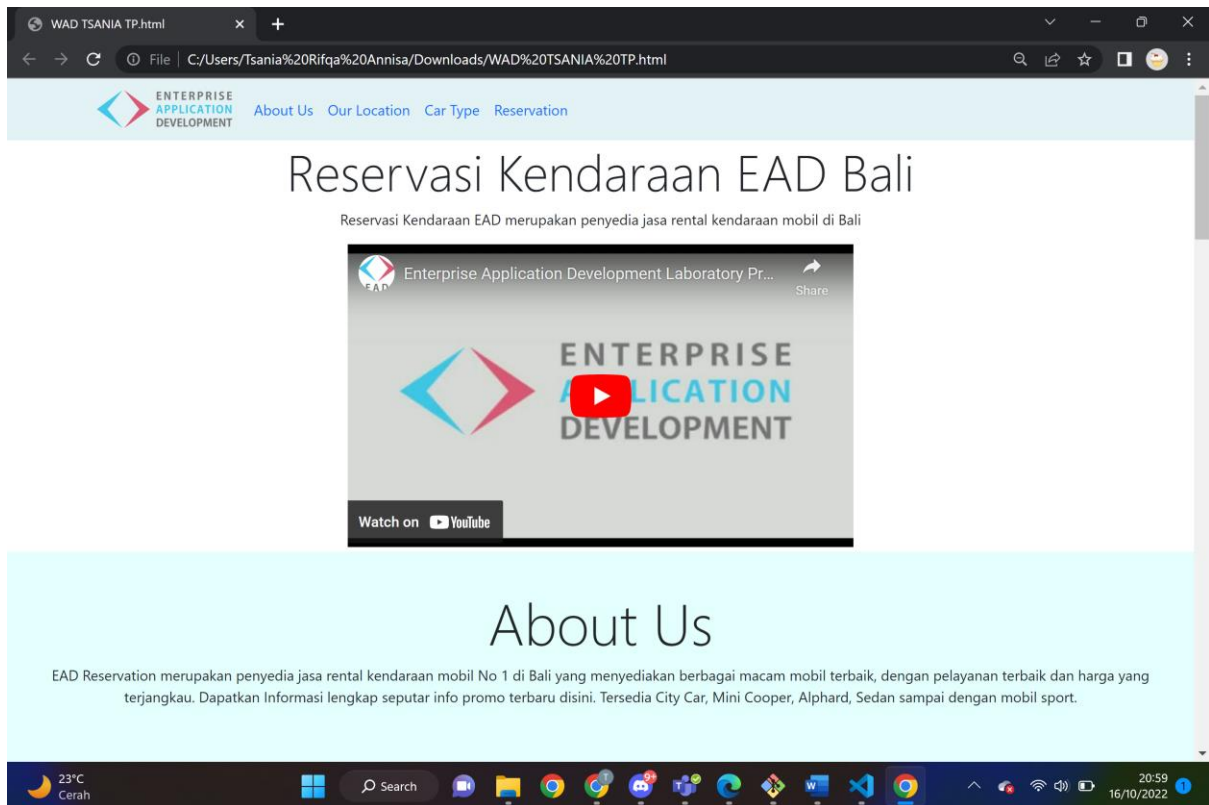 WAD TSANIA TP.html
File
C:/Users/Tsania%20Rifqa%20Annisa/Downloads/WAD%20TSANIA%20TP.html
ENTERPRISE
APPLICATION
DEVELOPMENT
About Us Our Location Car Type Reservation
Reservasi Kendaraan EAD Bali
Reservasi Kendaraan EAD merupakan penyedia jasa rental kendaraan mobil di Bali
EAD
Enterprise Application Development Laboratory Pr...
Share
ENTERPRISE
APPLICATION
DEVELOPMENT
Watch on YouTube
About Us
EAD Reservation merupakan penyedia jasa rental kendaraan mobil No 1 di Bali yang menyediakan berbagai macam mobil terbaik, dengan pelayanan terbaik dan harga yang
terjangkau. Dapatkan Informasi lengkap seputar info promo terbaru disini. Tersedia City Car, Mini Cooper, Alphard, Sedan sampai dengan mobil sport.
23°C
Cerah
Search
20:59
16/10/2022
1